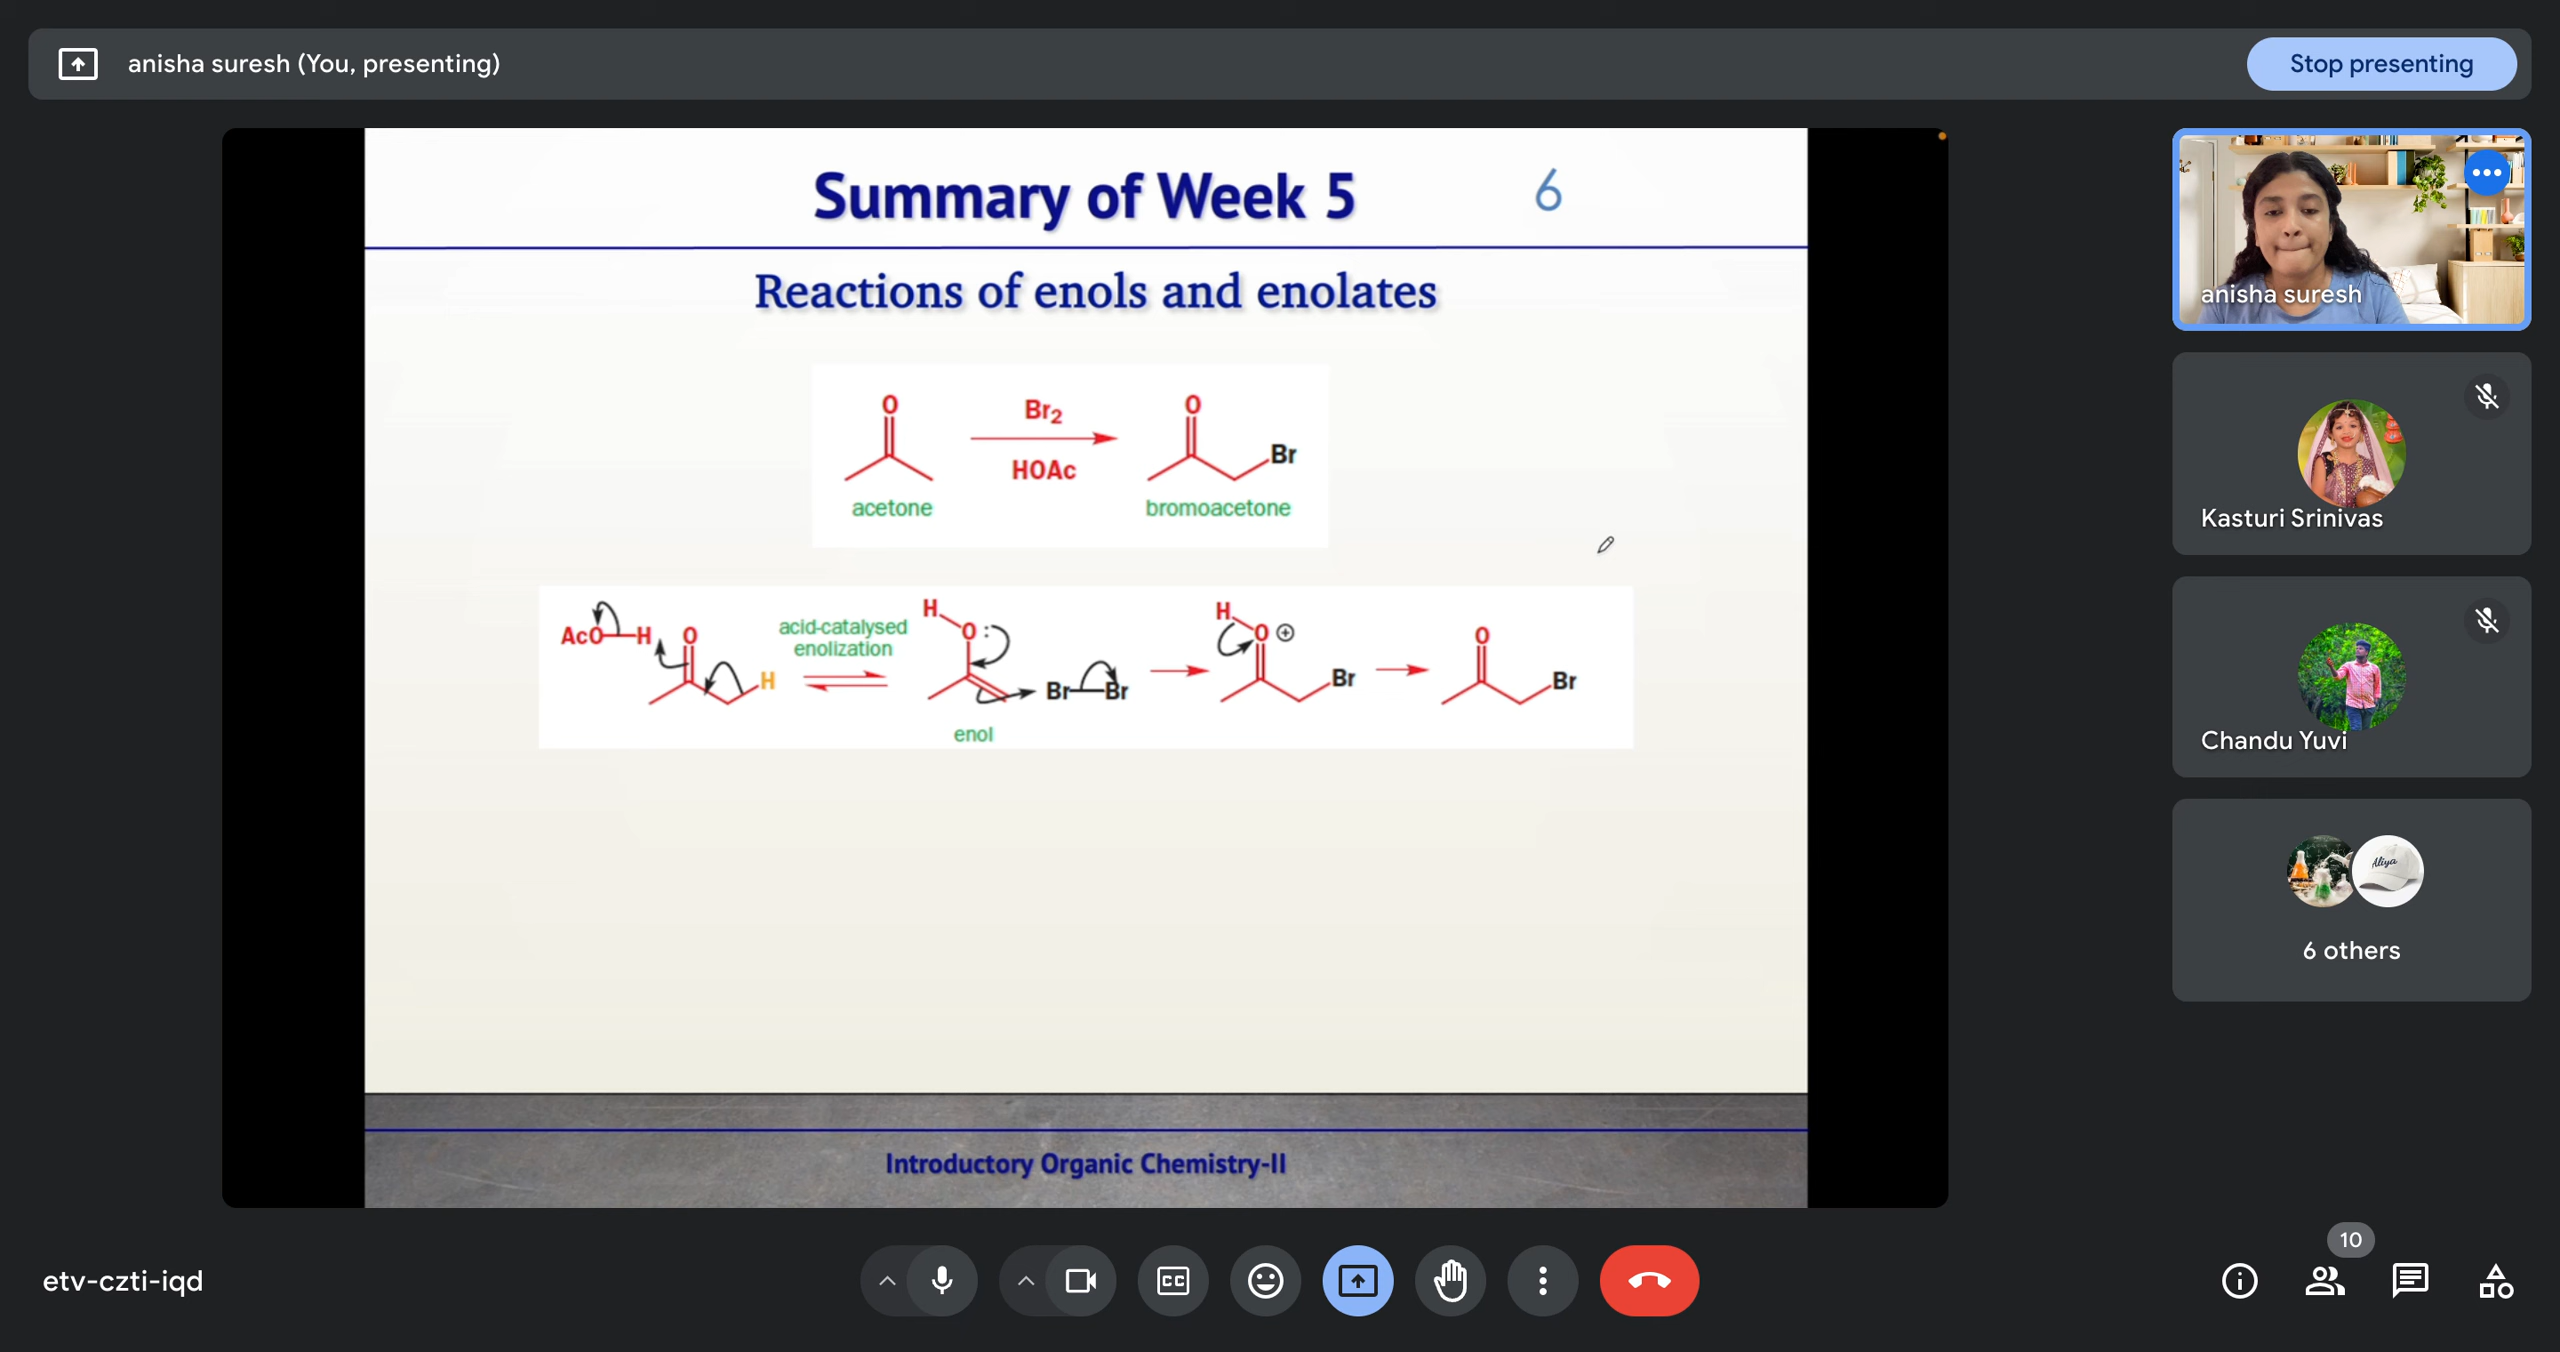 anisha suresh (You, presenting)
Stop presenting
Summary of Week 5
6
Reactions of enols and enolates
O
Br2
HOAc
O
Br
acetone
bromoacetone
AcO—H
O
H
acid-catalysed
enolization
H
O :
Br—Br
enol
H
O ⊕
Br
O
Br
Introductory Organic Chemistry-II
anisha suresh
Kasturi Srinivas
Chandu Yuvi
Aliya
6 others
etv-czti-iqd
CC
10